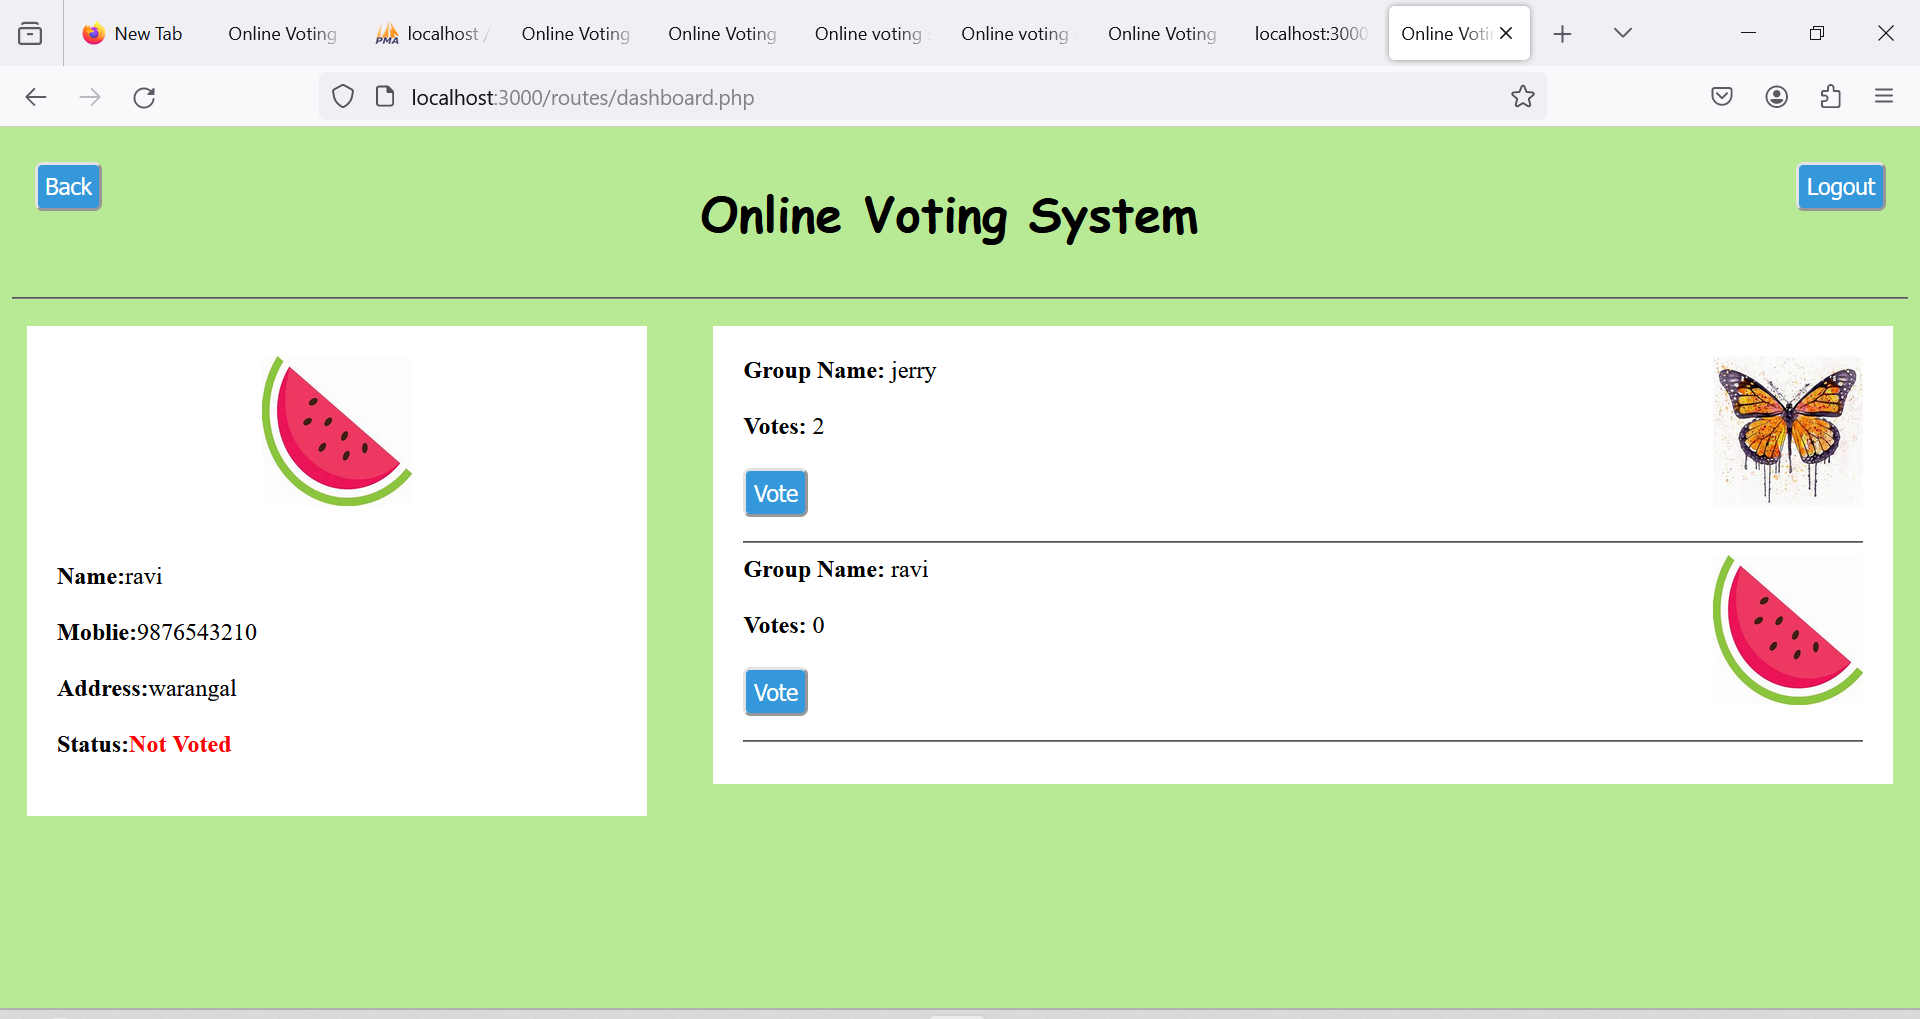 New Tab
Online Voting
PMA localhost /
Online Voting
Online Voting
Online voting
Online voting
Online Voting
localhost:3000
Online Voti
localhost:3000/routes/dashboard.php
Back
Logout
Online Voting System
Name:ravi
Moblie:9876543210
Address:warangal
Status:Not Voted
Group Name: jerry
Votes: 2
Vote
Group Name: ravi
Votes: 0
Vote